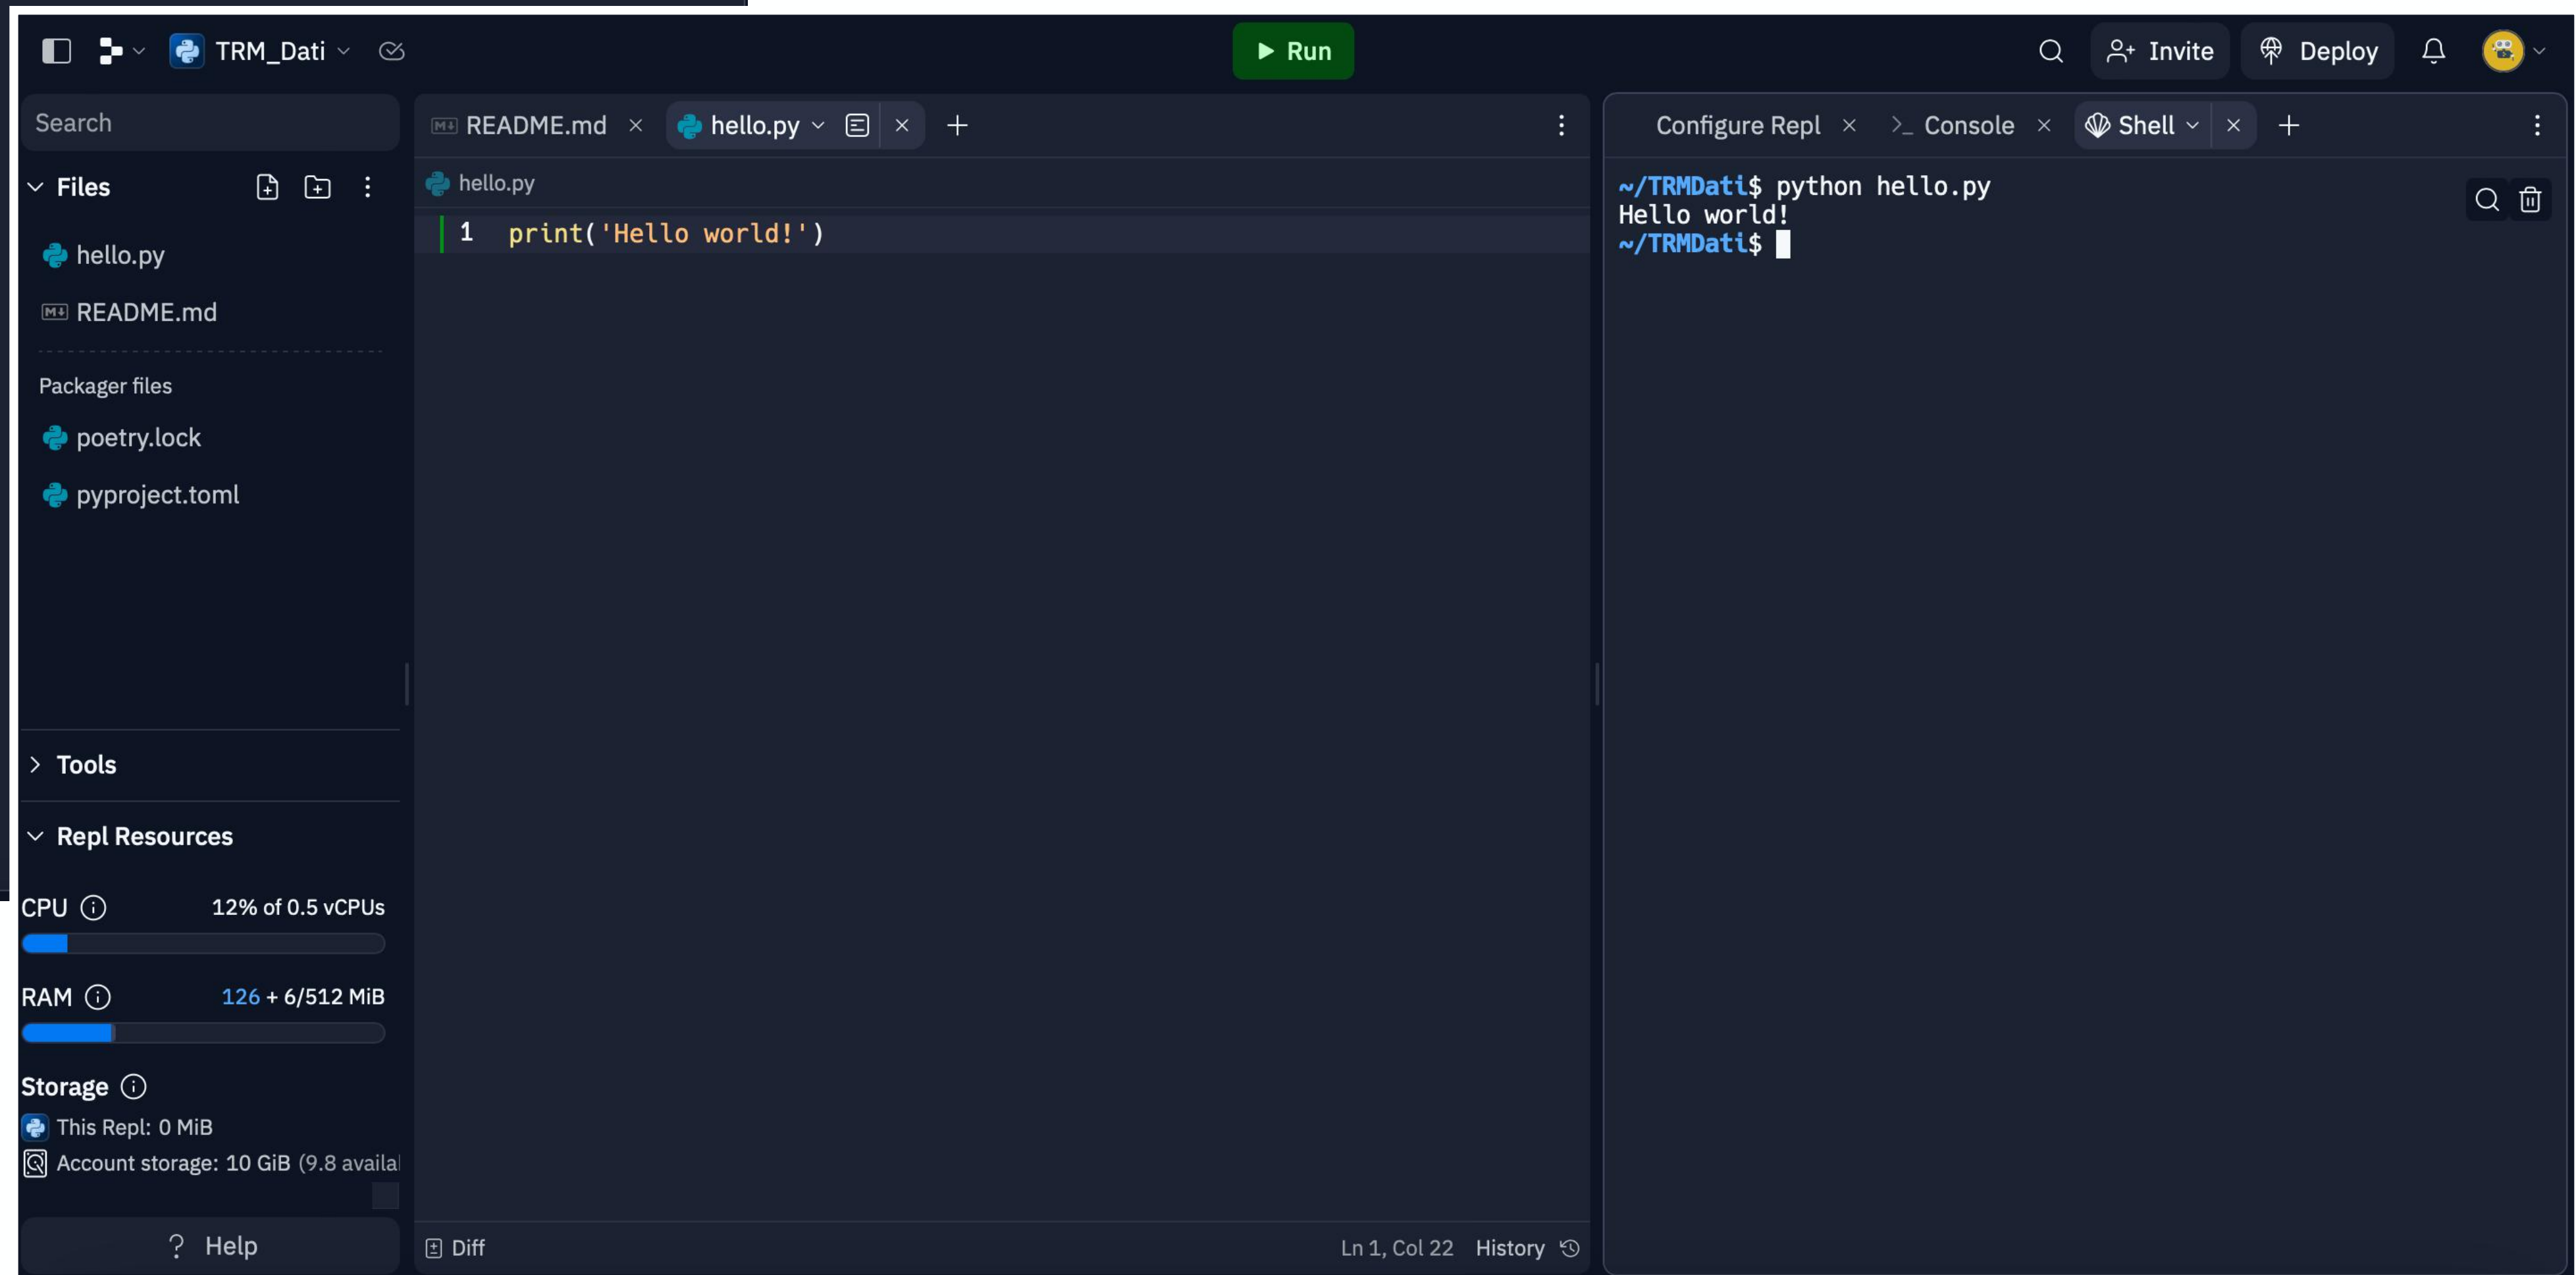 TRM_Dati
Run
Invite
Deploy
Search
Files
hello.py
README.md
Packager files
poetry.lock
pyproject.toml
Tools
Repl Resources
CPU 12% of 0.5 vCPUs
RAM 126 + 6/512 MiB
Storage
This Repl: 0 MiB
Account storage: 10 GiB (9.8 availa
? Help
README.md hello.py
hello.py
1 print('Hello world!')
Diff
Ln 1, Col 22 History
Configure Repl >_ Console Shell
~/TRMDati$ python hello.py
Hello world!
~/TRMDati$